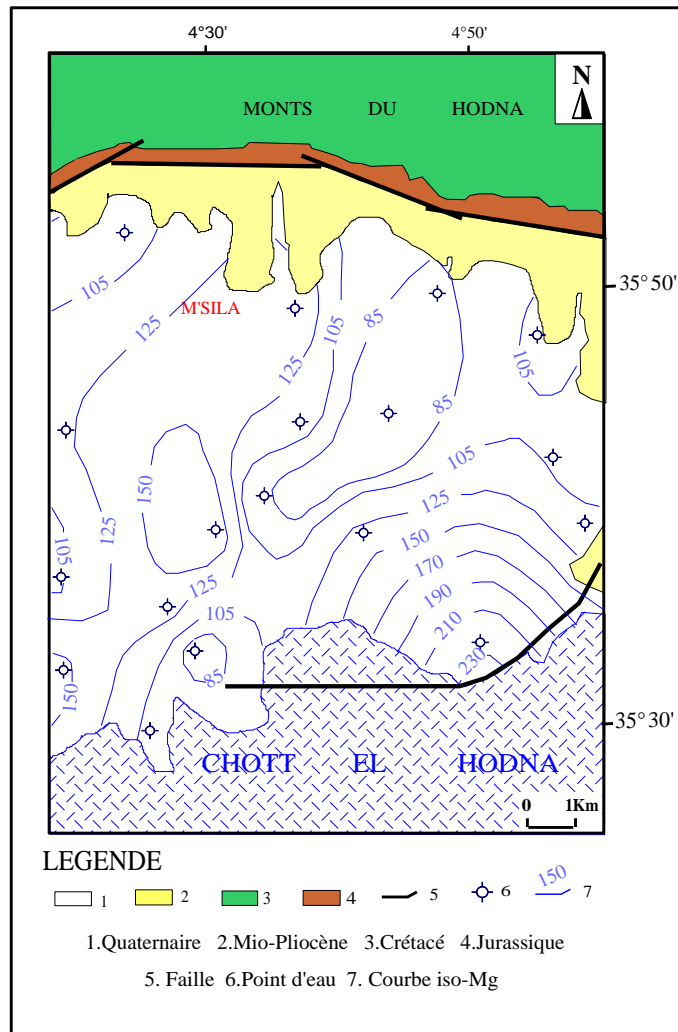 4°30' 4°50'
N
MONTS DU HODNA
105
35°50'
125
M'SILA
105
85
125
105
85
150
105
125
125
150
105
170
125
190
105
210
230
85
150
35°30'
CHOTT EL HODNA
0 1Km
LEGENDE
1 2 3 4 5 6 150 7
1.Quaternaire 2.Mio-Pliocène 3.Crétacé 4.Jurassique
5. Faille 6.Point d'eau 7. Courbe iso-Mg